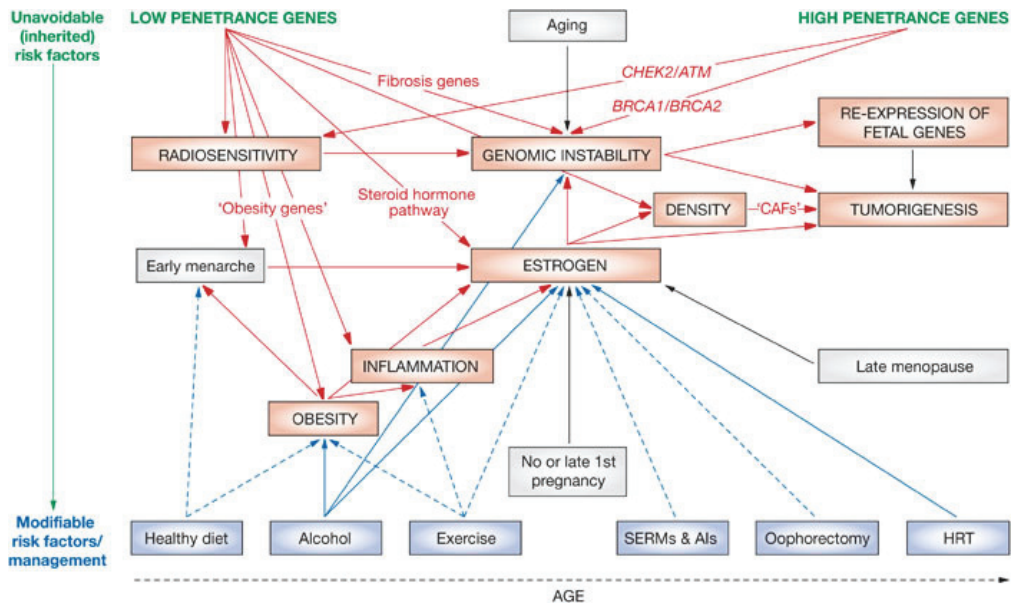 Unavoidable
(inherited)
risk factors
LOW PENETRANCE GENES
HIGH PENETRANCE GENES
Aging
Fibrosis genes
CHEK2/ATM
BRCA1/BRCA2
RE-EXPRESSION OF
FETAL GENES
RADIOSENSITIVITY
GENOMIC INSTABILITY
Steroid hormone
pathway
'Obesity genes'
DENSITY
'CAFs'
TUMORIGENESIS
Early menarche
ESTROGEN
INFLAMMATION
Late menopause
OBESITY
No or late 1st
pregnancy
Modifiable
risk factors/
management
Healthy diet
Alcohol
Exercise
SERMs & AIs
Oophorectomy
HRT
AGE